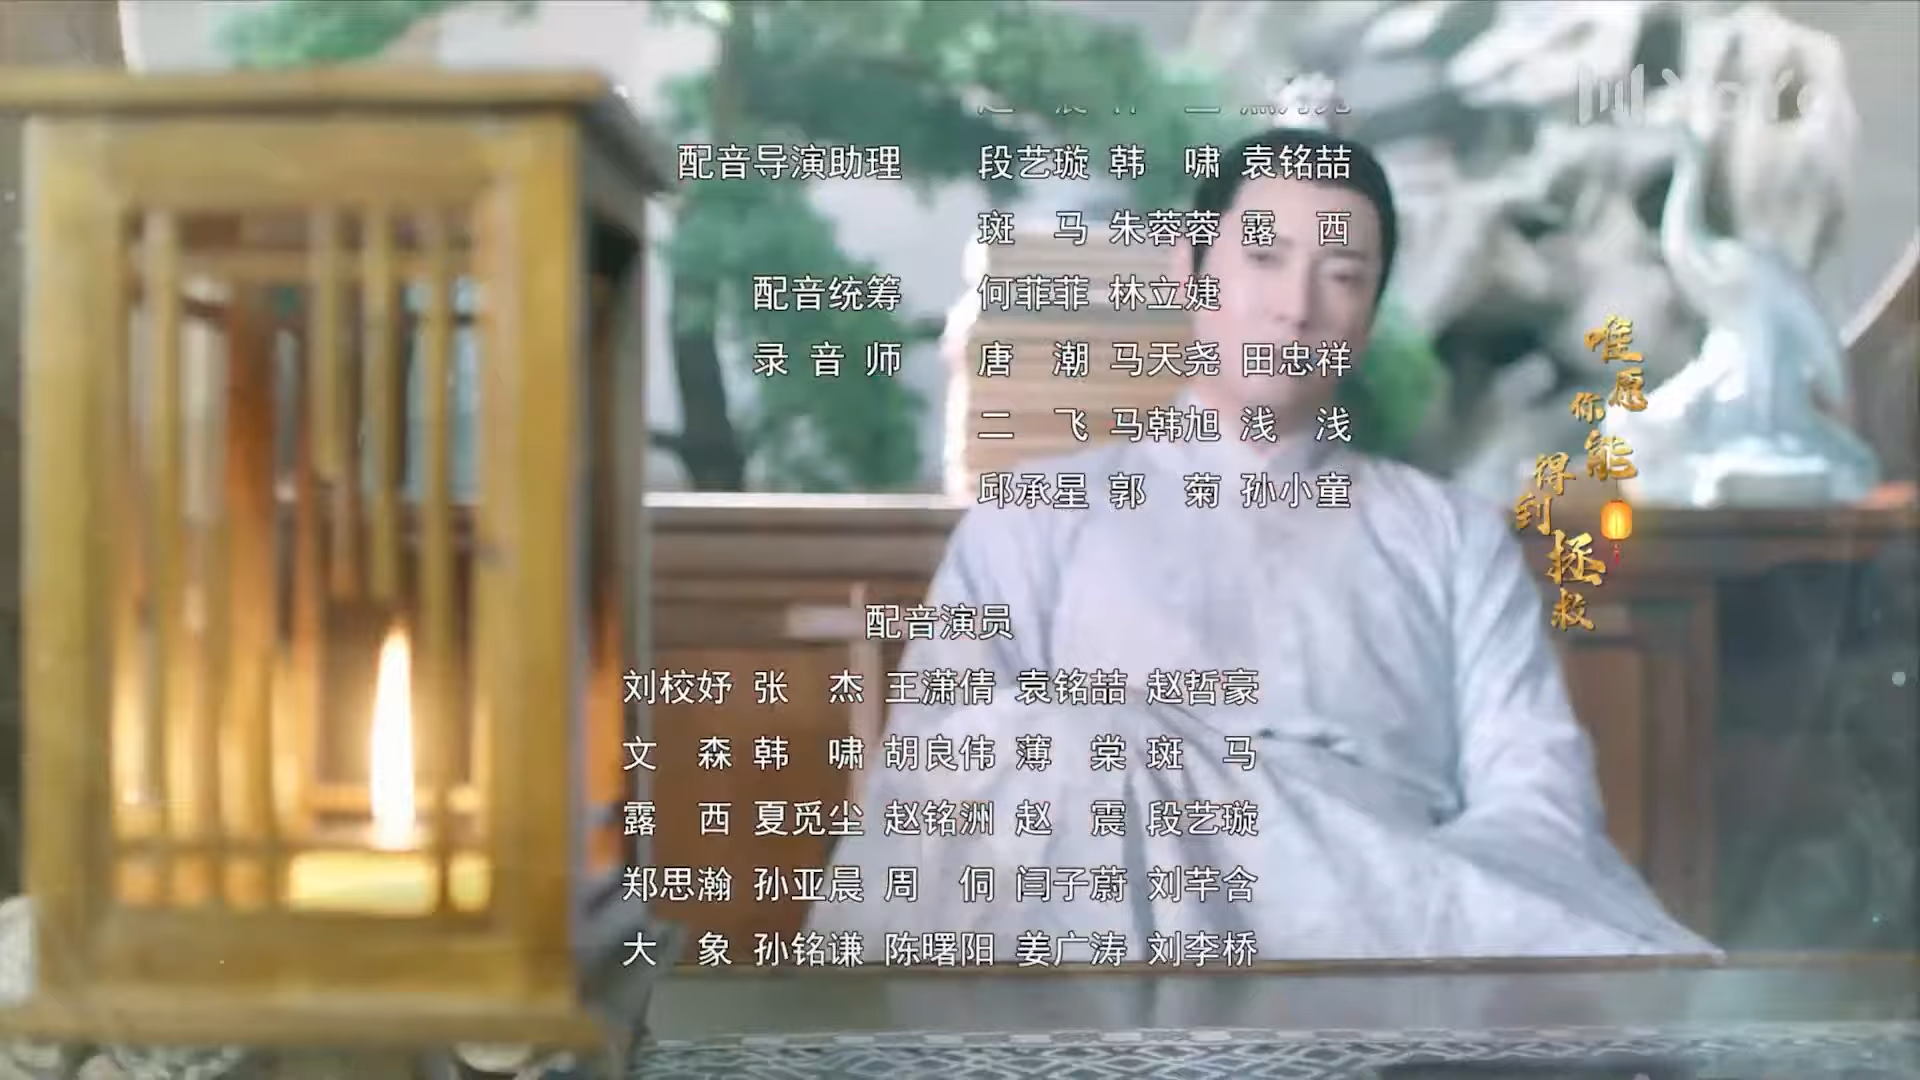 配音导演助理 段艺璇 韩 啸 袁铭喆
斑 马 朱蓉蓉 露 西
配音统筹 何菲菲 林立婕
录音师 唐 潮 马天尧 田忠祥
二 飞 马韩旭 浅 浅
邱承星 郭 菊 孙小童
配音演员
刘校妤 张 杰 王潇倩 袁铭喆 赵哲豪
文 森 韩 啸 胡良伟 薄 棠 斑 马
露 西 夏觅尘 赵铭洲 赵 震 段艺璇
郑思瀚 孙亚晨 周 侗 闫子蔚 刘芊含
大 象 孙铭谦 陈曙阳 姜广涛 刘李桥
唯愿你能得到拯救
YoYo